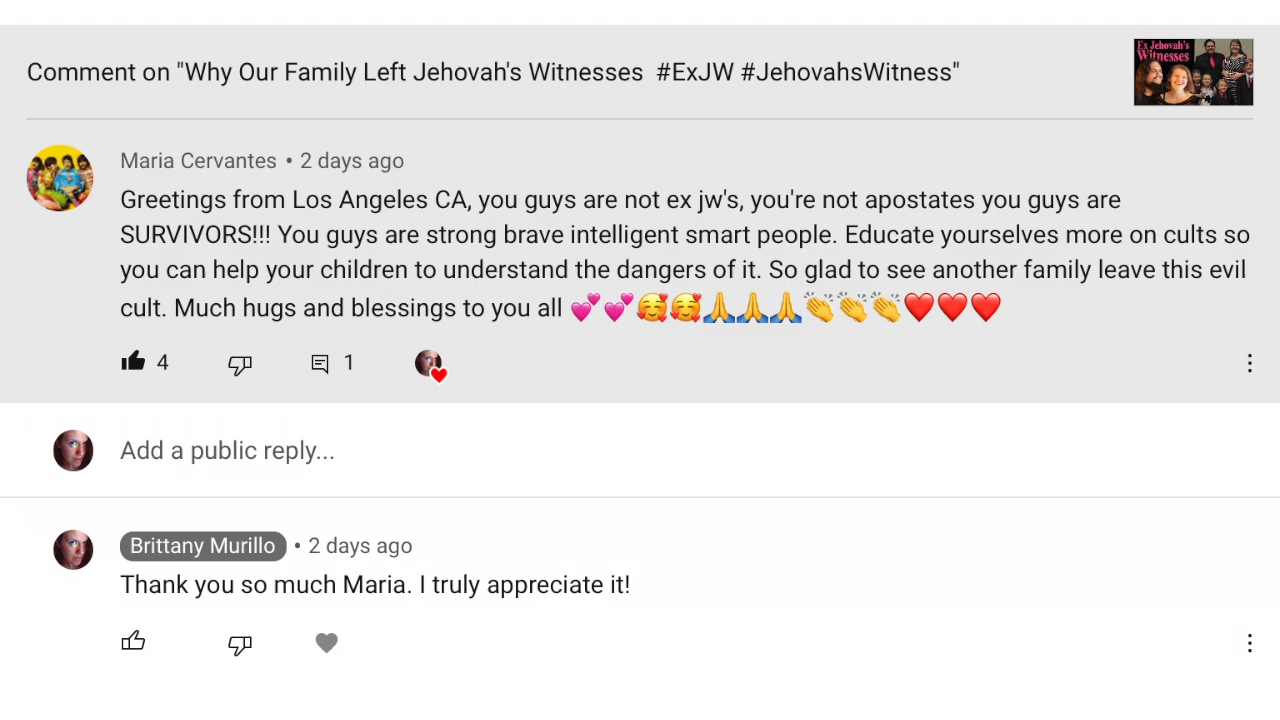 Comment on "Why Our Family Left Jehovah's Witnesses #ExJW #JehovahsWitness"
Ex Jehovah's
Witnesses
Maria Cervantes • 2 days ago
Greetings from Los Angeles CA, you guys are not ex jw's, you're not apostates you guys are
SURVIVORS!!! You guys are strong brave intelligent smart people. Educate yourselves more on cults so
you can help your children to understand the dangers of it. So glad to see another family leave this evil
cult. Much hugs and blessings to you all 💕💕🥰🥰🙏🙏🙏👏👏👏❤️❤️❤️
4
1
Add a public reply...
Brittany Murillo • 2 days ago
Thank you so much Maria. I truly appreciate it!